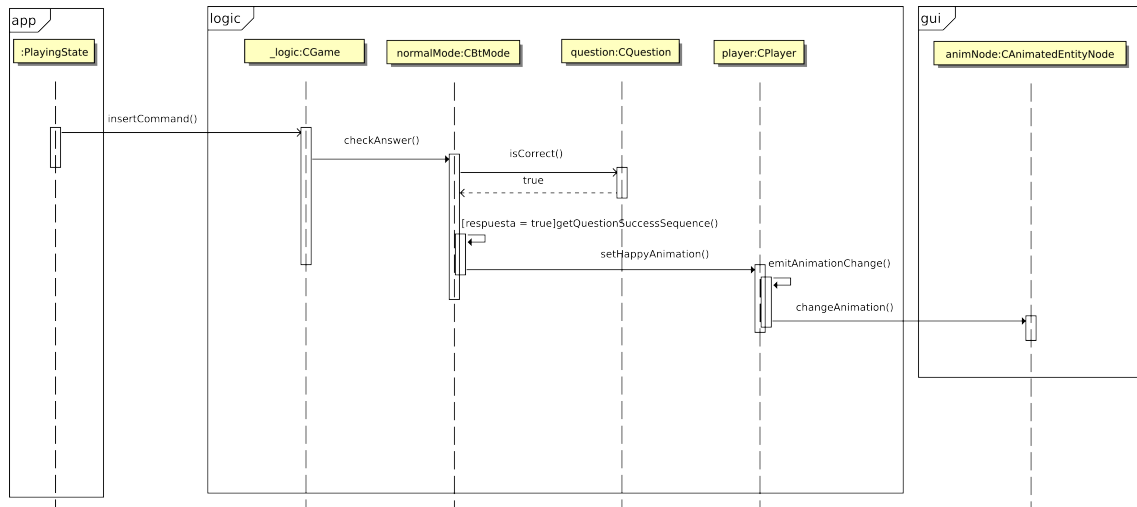 app
logic
gui
:PlayingState
_logic:CGame
normalMode:CBtMode
question:CQuestion
player:CPlayer
animNode:CAnimatedEntityNode
insertCommand()
checkAnswer()
isCorrect()
true
[respuesta = true]getQuestionSuccessSequence()
setHappyAnimation()
emitAnimationChange()
changeAnimation()